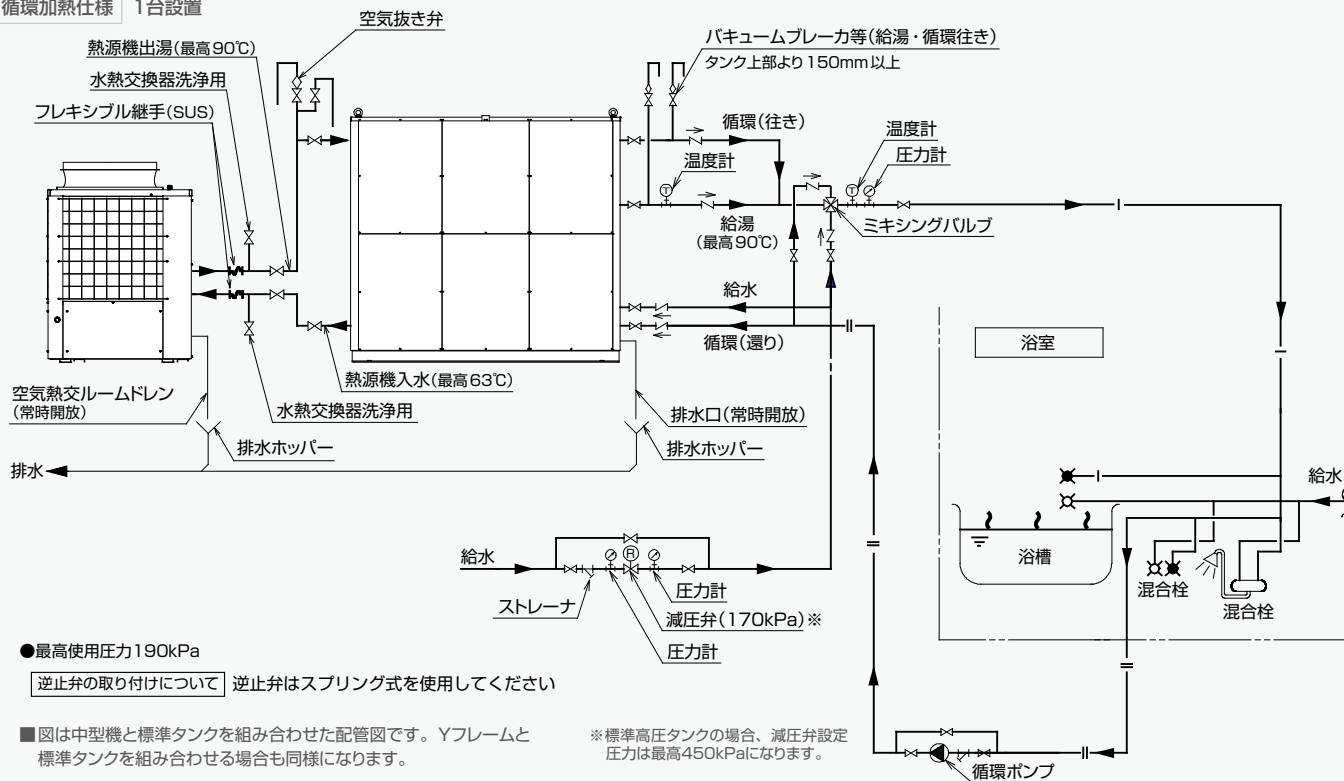 循環加熱仕様 1台設置
空気抜き弁
熱源機出湯(最高90℃)
水熱交換器洗浄用
フレキシブル継手(SUS)
バキュームブレーカ等(給湯・循環往き)
タンク上部より150mm以上
循環(往き)
温度計
温度計
圧力計
給湯
(最高90℃)
ミキシングバルブ
給水
循環(還り)
浴室
熱源機入水(最高63℃)
空気熱交ルームドレン
(常時開放)
水熱交換器洗浄用
排水口(常時開放)
排水ホッパー
排水ホッパー
排水
給水
浴槽
混合栓
混合栓
給水
R
T
T
ストレーナ
圧力計
減圧弁(170kPa)※
圧力計
●最高使用圧力190kPa
逆止弁の取り付けについて 逆止弁はスプリング式を使用してください
■図は中型機と標準タンクを組み合わせた配管図です。Yフレームと
標準タンクを組み合わせる場合も同様になります。
※標準高圧タンクの場合、減圧弁設定
圧力は最高450kPaになります。
循環ポンプ